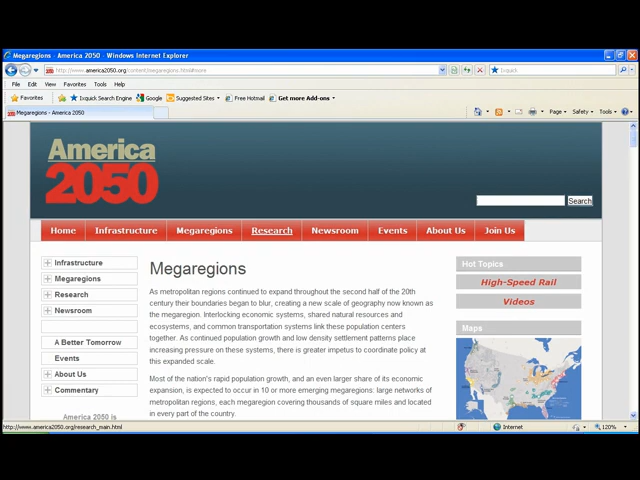 Megaregions - America 2050 - Windows Internet Explorer
http://www.america2050.org/content/megaregions.html#more
Ixquick
File Edit View Favorites Tools Help
Favorites Ixquick Search Engine Google Suggested Sites Free Hotmail Get more Add-ons
Megaregions - America 2050
Page Safety Tools
America
2050
Search
Home Infrastructure Megaregions Research Newsroom Events About Us Join Us
Infrastructure
Megaregions
Research
Newsroom
A Better Tomorrow
Events
About Us
Commentary
America 2050 is
Megaregions
As metropolitan regions continued to expand throughout the second half of the 20th
century their boundaries began to blur, creating a new scale of geography now known as
the megaregion. Interlocking economic systems, shared natural resources and
ecosystems, and common transportation systems link these population centers
together. As continued population growth and low density settlement patterns place
increasing pressure on these systems, there is greater impetus to coordinate policy at
this expanded scale.
Most of the nation's rapid population growth, and an even larger share of its economic
expansion, is expected to occur in 10 or more emerging megaregions: large networks of
metropolitan regions, each megaregion covering thousands of square miles and located
in every part of the country.
Hot Topics
High-Speed Rail
Videos
Maps
http://www.america2050.org/research_main.html
Internet
120%